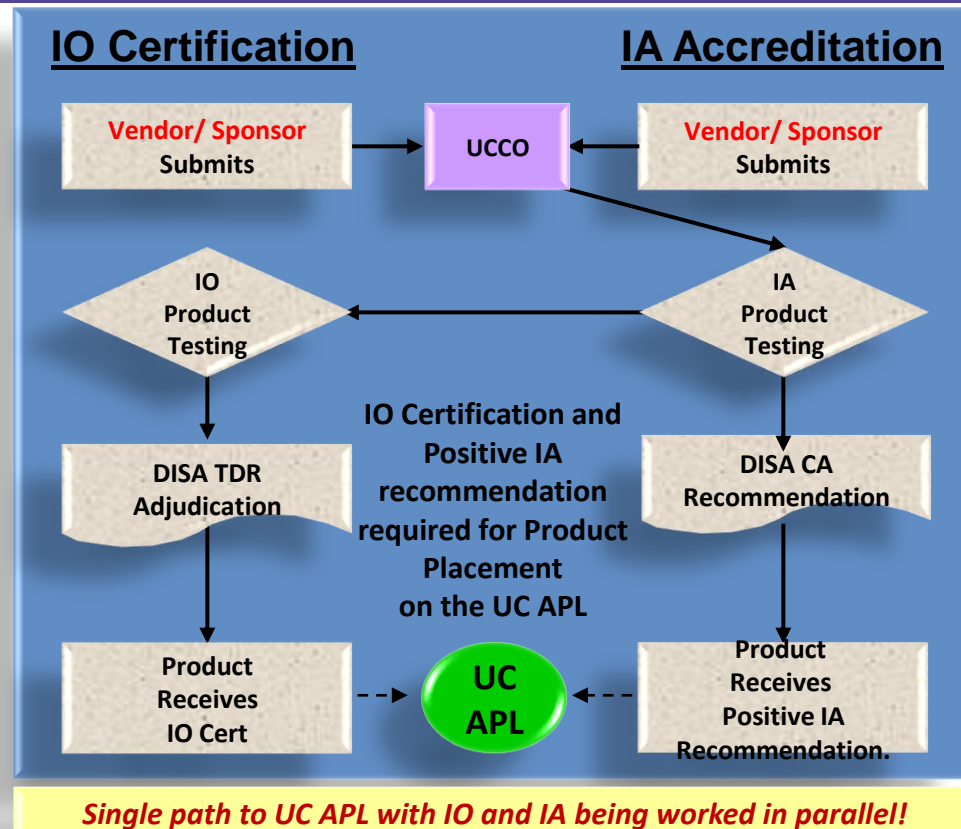 IO Certification
IA Accreditation
Vendor/ Sponsor
Submits
UCCO
Vendor/ Sponsor
Submits
IO
Product
Testing
IA
Product
Testing
IO Certification and
Positive IA
recommendation
required for Product
Placement
on the UC APL
DISA TDR
Adjudication
DISA CA
Recommendation
Product
Receives
IO Cert
UC
APL
Product
Receives
Positive IA
Recommendation.
Single path to UC APL with IO and IA being worked in parallel!